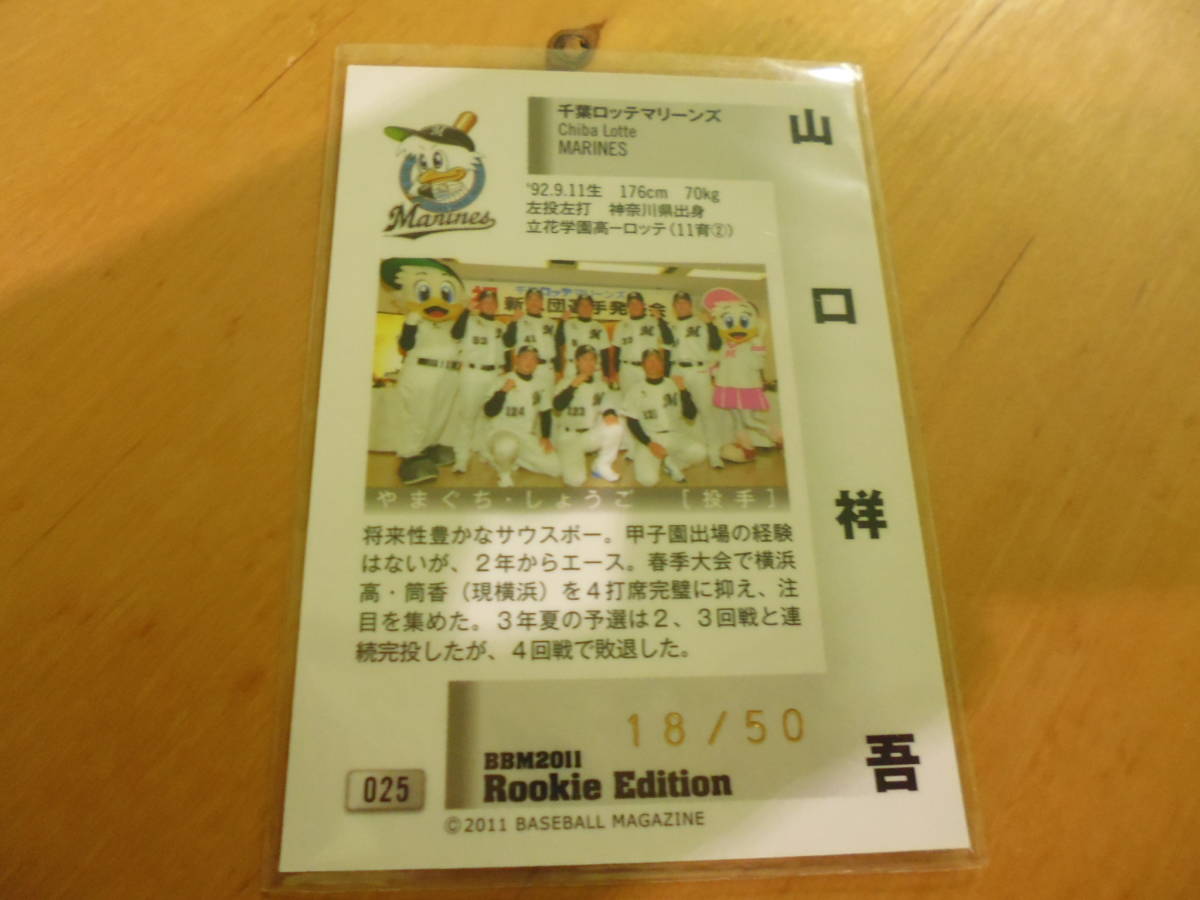 千葉ロッテマリーンズ
Chiba Lotte
MARINES
山口祥吾
Marines
'92.9.11生 176cm 70kg
左投左打 神奈川県出身
立花学園高ーロッテ(11育②)
124 123
やまぐち・しょうご [投手]
将来性豊かなサウスポー。甲子園出場の経験
はないが、２年からエース。春季大会で横浜
高・筒香（現横浜）を４打席完璧に抑え、注
目を集めた。３年夏の予選は２、３回戦と連
続完投したが、４回戦で敗退した。
18/50
BBM2011
Rookie Edition
025
©2011 BASEBALL MAGAZINE